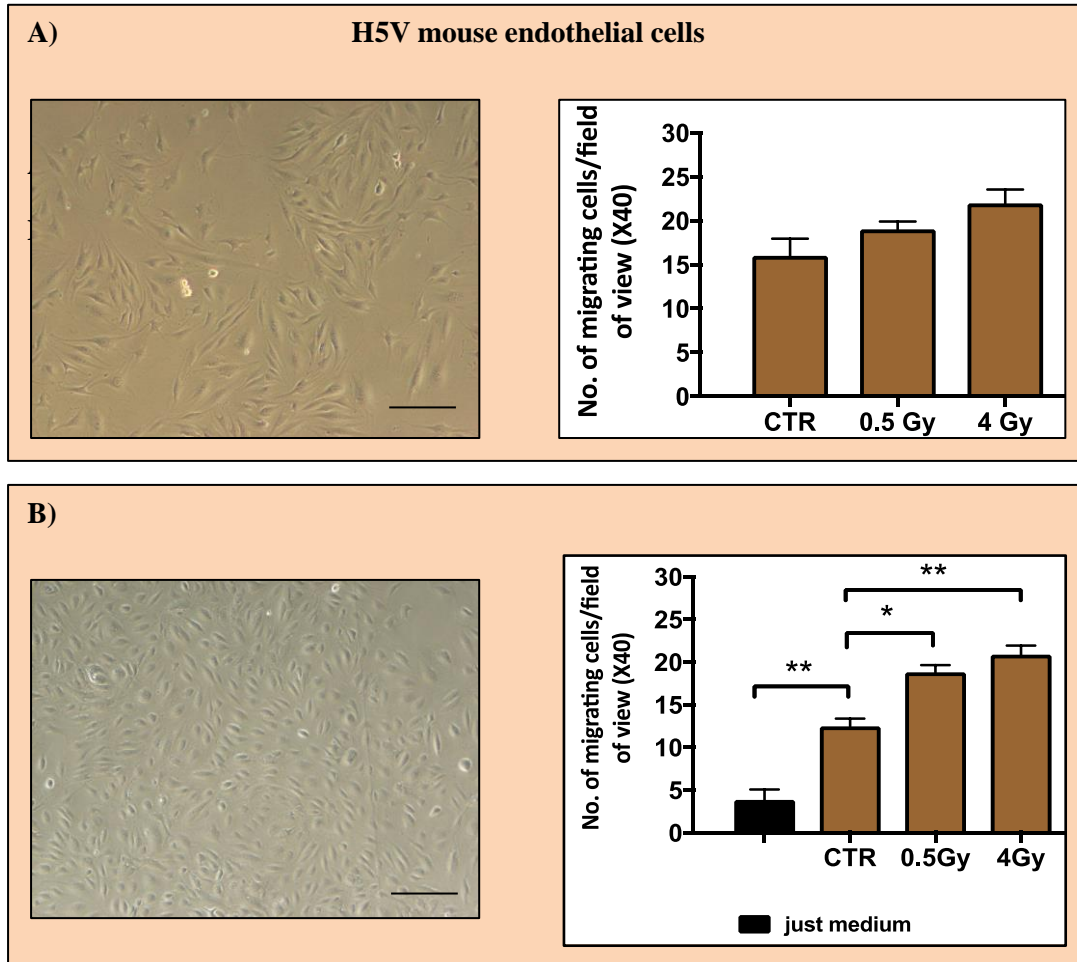 A)
H5V mouse endothelial cells
No. of migrating cells/field
of view (X40)
30
25
20
15
10
5
0
CTR 0.5 Gy 4 Gy
B)
No. of migrating cells/field
of view (X40)
30
25
20
15
10
5
0
**
*
**
CTR 0.5Gy 4Gy
just medium